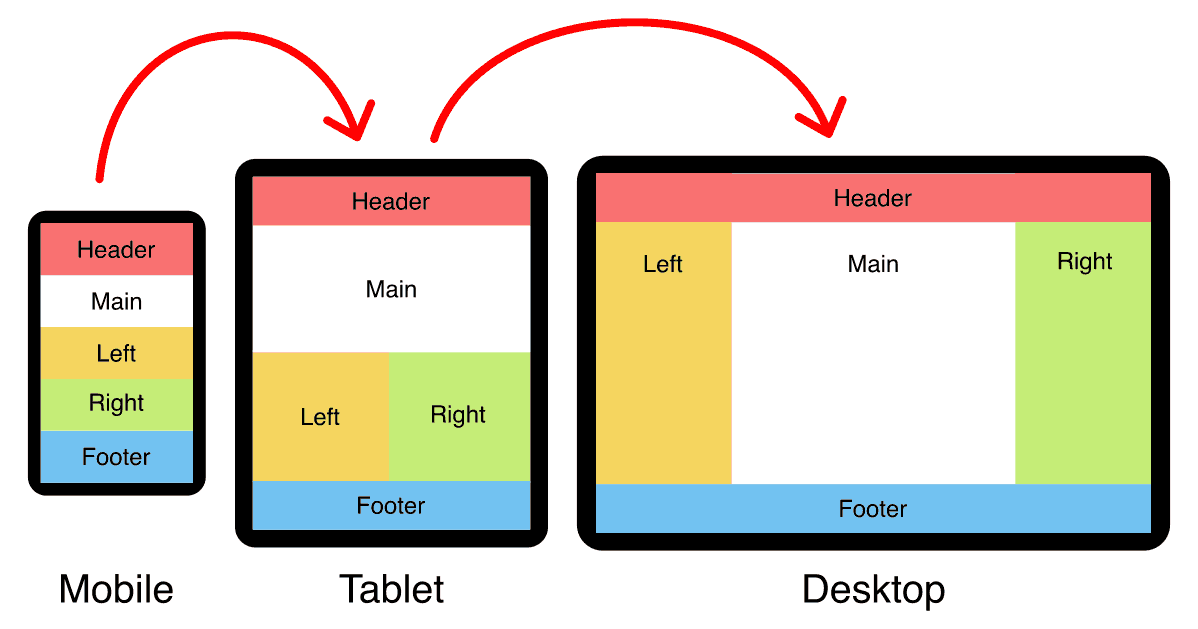 Header
Main
Left
Right
Footer
Mobile
Header
Main
Left
Right
Footer
Tablet
Header
Left
Main
Right
Footer
Desktop